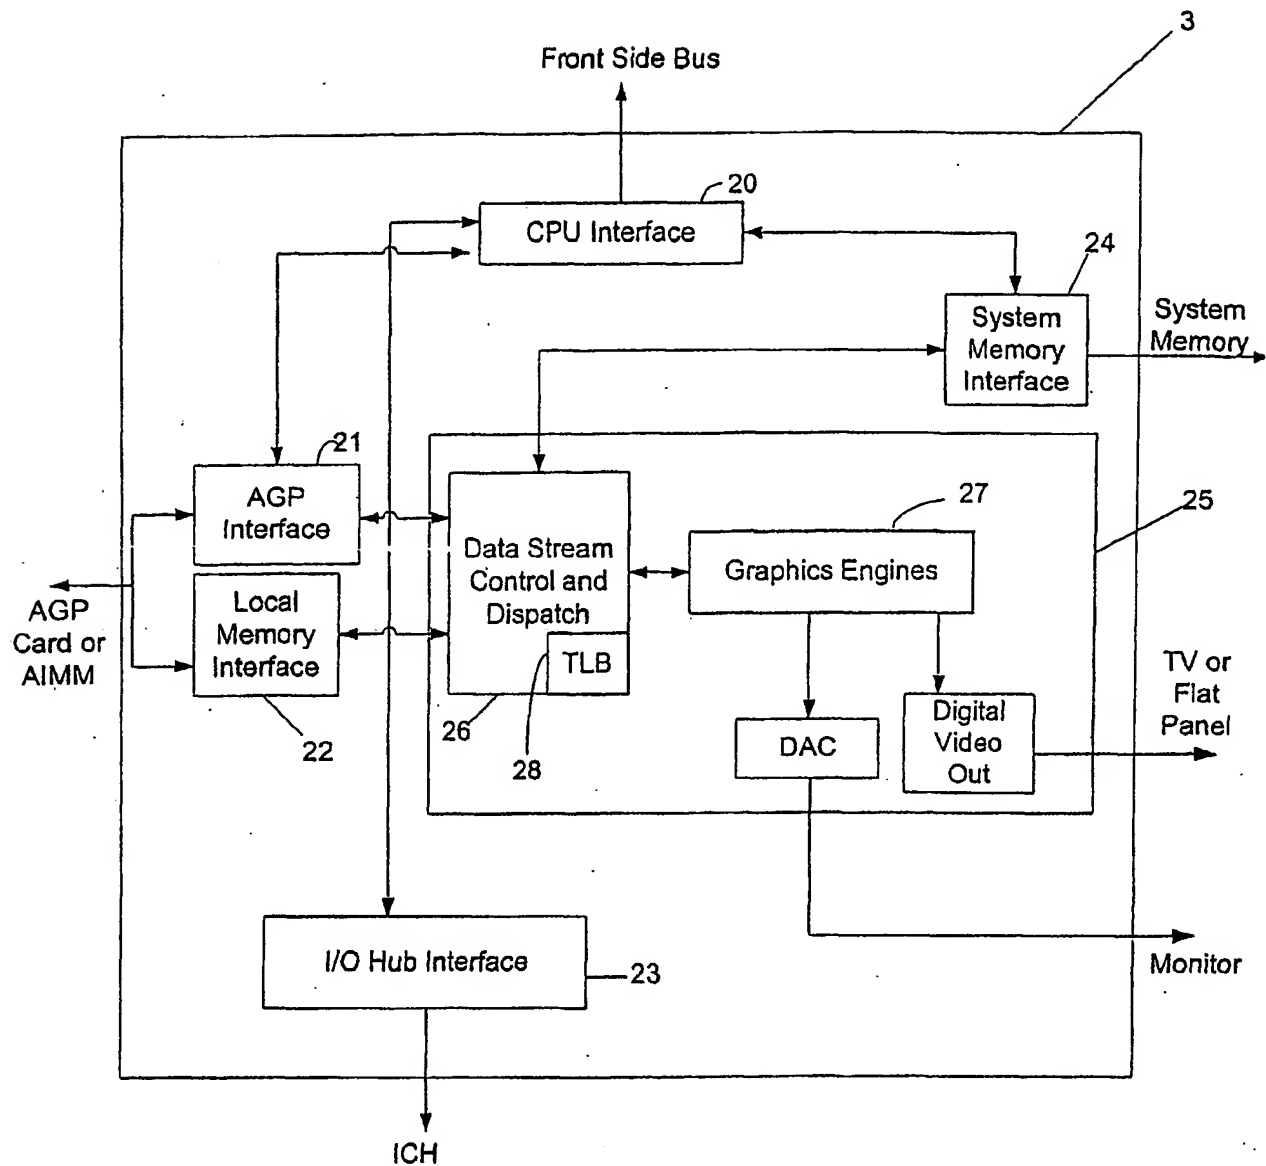 3
Front Side Bus
20
CPU Interface
24
System
Memory
Interface
System
Memory
21
AGP
Interface
27
25
Data Stream
Control and
Dispatch
Graphics Engines
AGP
Card or
AIMM
Local
Memory
Interface
TLB
TV or
Flat
Panel
26
28
22
DAC
Digital
Video
Out
I/O Hub Interface
23
Monitor
ICH